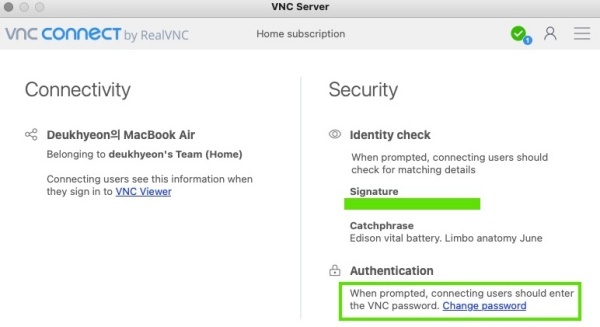 VNC Server
vnc connect by RealVNC
Home subscription
1
Connectivity
Deukhyeon의 MacBook Air
Belonging to deukhyeon's Team (Home)
Connecting users see this information when
they sign in to VNC Viewer
Security
Identity check
When prompted, connecting users should
check for matching details
Signature
Catchphrase
Edison vital battery. Limbo anatomy June
Authentication
When prompted, connecting users should enter
the VNC password. Change password